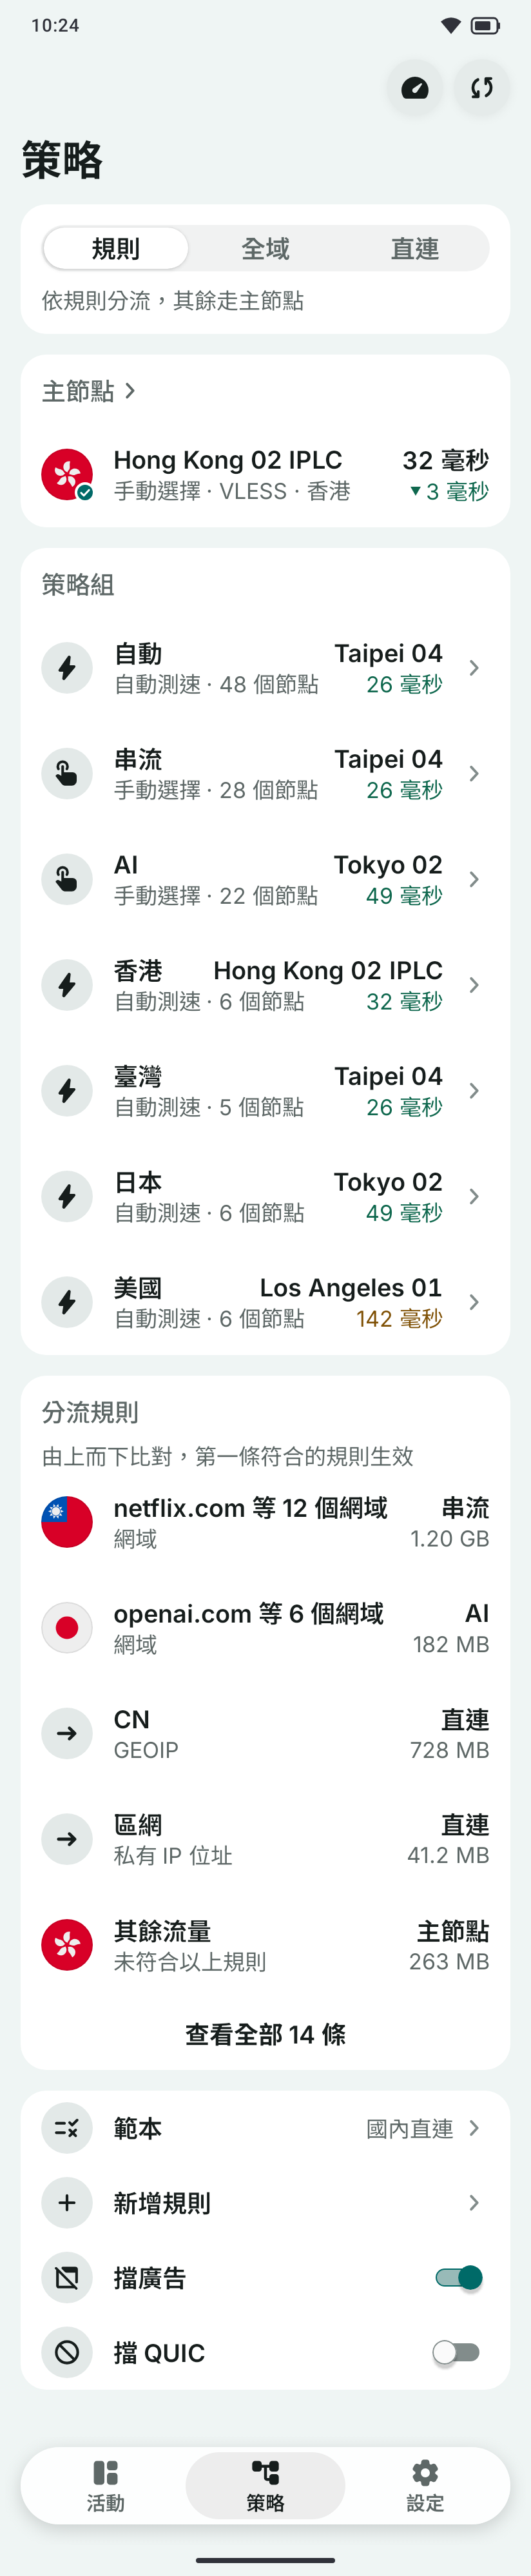 10:24
策略
規則 全域 直連
依規則分流，其餘走主節點
主節點
Hong Kong 02 IPLC 32 毫秒
手動選擇 · VLESS · 香港 ▼3 毫秒
策略組
自動 Taipei 04
自動測速 · 48 個節點 26 毫秒
串流 Taipei 04
手動選擇 · 28 個節點 26 毫秒
AI Tokyo 02
手動選擇 · 22 個節點 49 毫秒
香港 Hong Kong 02 IPLC
自動測速 · 6 個節點 32 毫秒
臺灣 Taipei 04
自動測速 · 5 個節點 26 毫秒
日本 Tokyo 02
自動測速 · 6 個節點 49 毫秒
美國 Los Angeles 01
自動測速 · 6 個節點 142 毫秒
分流規則
由上而下比對，第一條符合的規則生效
netflix.com 等 12 個網域 串流
網域 1.20 GB
openai.com 等 6 個網域 AI
網域 182 MB
CN 直連
GEOIP 728 MB
區網 直連
私有 IP 位址 41.2 MB
其餘流量 主節點
未符合以上規則 263 MB
查看全部 14 條
範本 國內直連
新增規則
擋廣告
擋 QUIC
活動 策略 設定